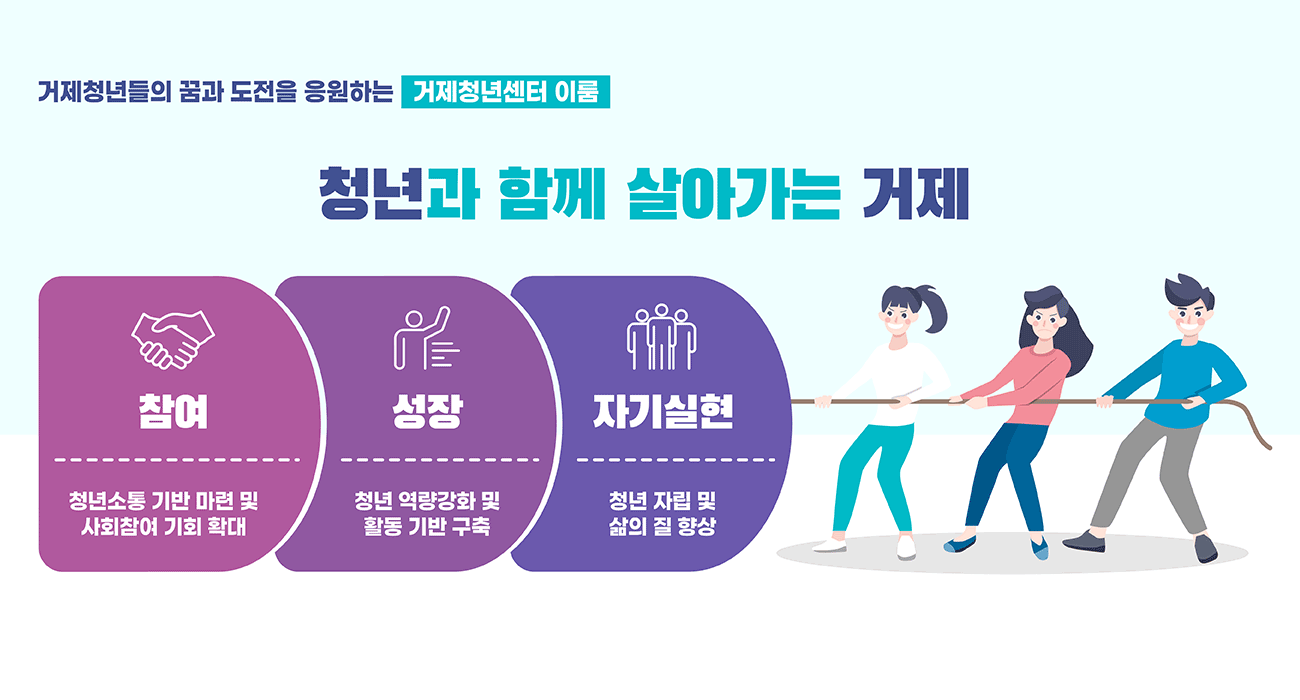 거제청년들의 꿈과 도전을 응원하는 거제청년센터 이룸
청년과 함께 살아가는 거제
참여
청년소통 기반 마련 및
사회참여 기회 확대
성장
청년 역량강화 및
활동 기반 구축
자기실현
청년 자립 및
삶의 질 향상